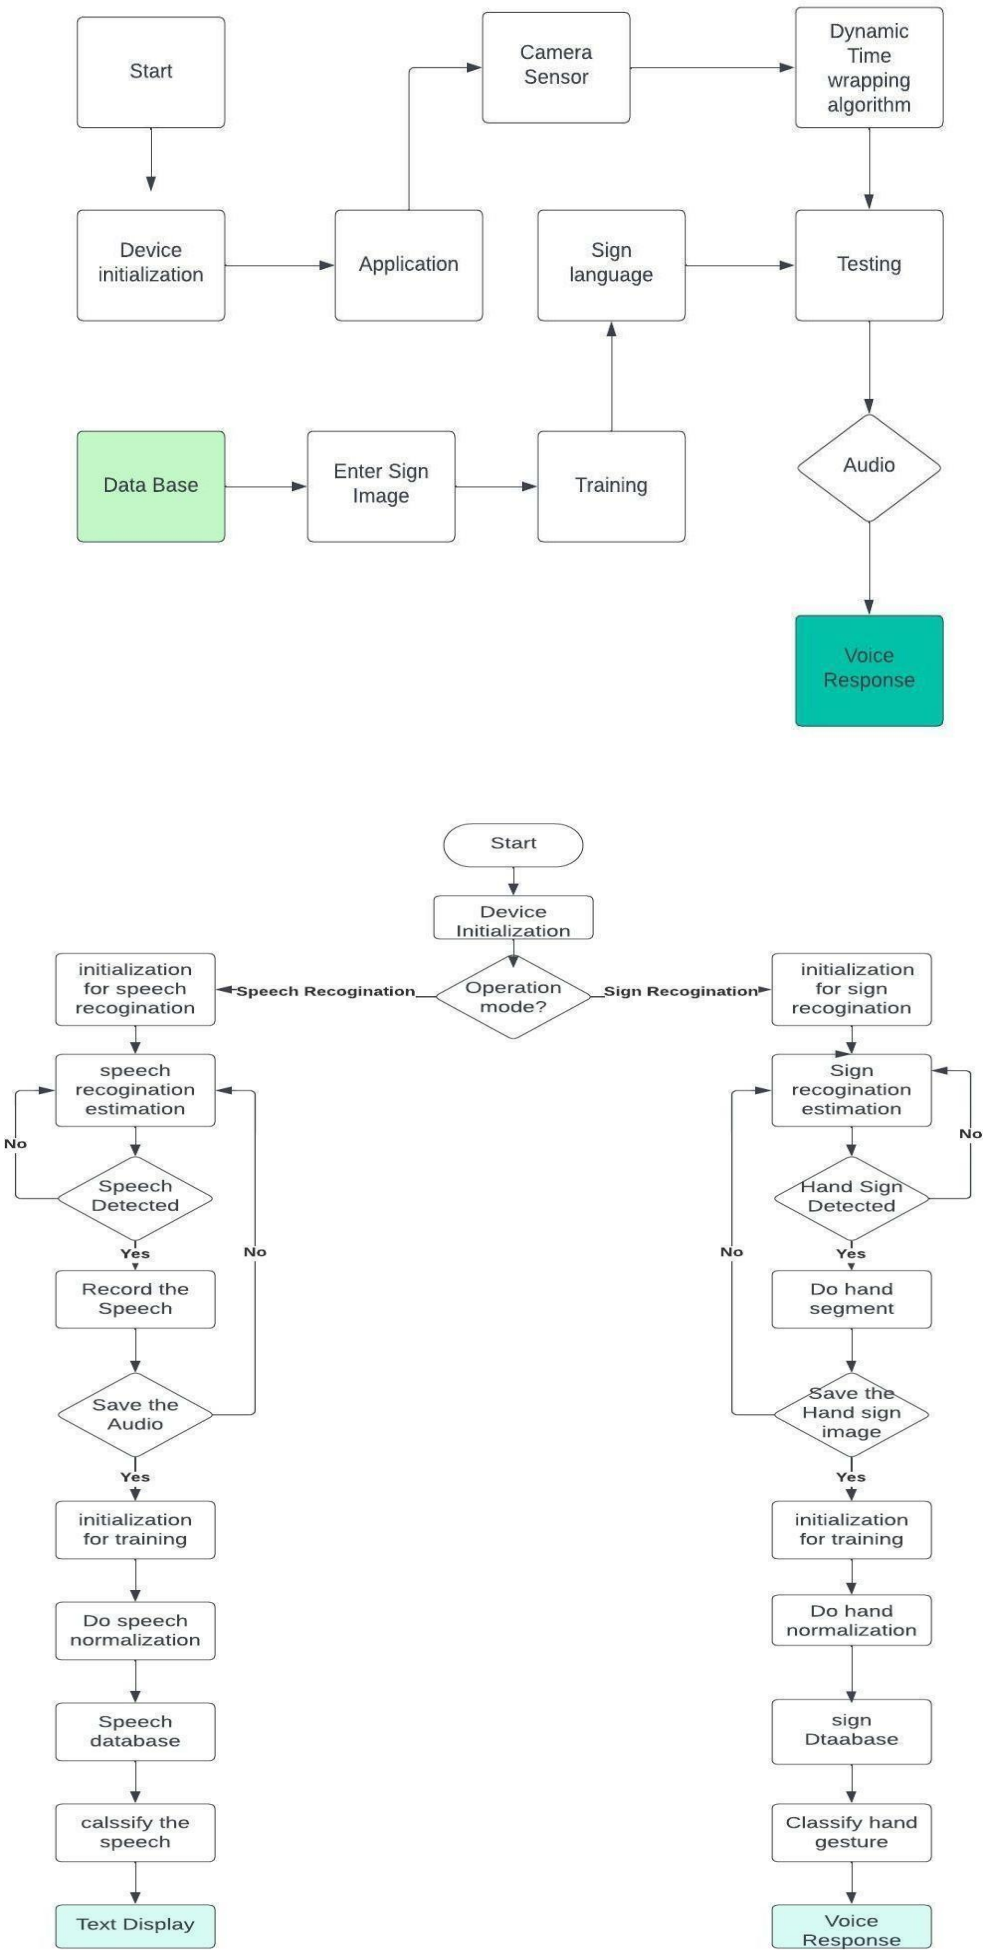 Start
Camera
Sensor
Dynamic
Time
wrapping
algorithm
Device
initialization
Application
Sign
language
Testing
Data Base
Enter Sign
Image
Training
Audio
Voice
Response
Start
Device
Initialization
Operation
mode?
Speech Recogination
Sign Recogination
initialization
for speech
recogination
speech
recogination
estimation
No
Speech
Detected
Yes
No
Record the
Speech
Save the
Audio
Yes
initialization
for training
Do speech
normalization
Speech
database
calssify the
speech
Text Display
initialization
for sign
recogination
Sign
recogination
estimation
No
Hand Sign
Detected
No
Yes
Do hand
segment
Save the
Hand sign
image
Yes
initialization
for training
Do hand
normalization
sign
Dtaabase
Classify hand
gesture
Voice
Response